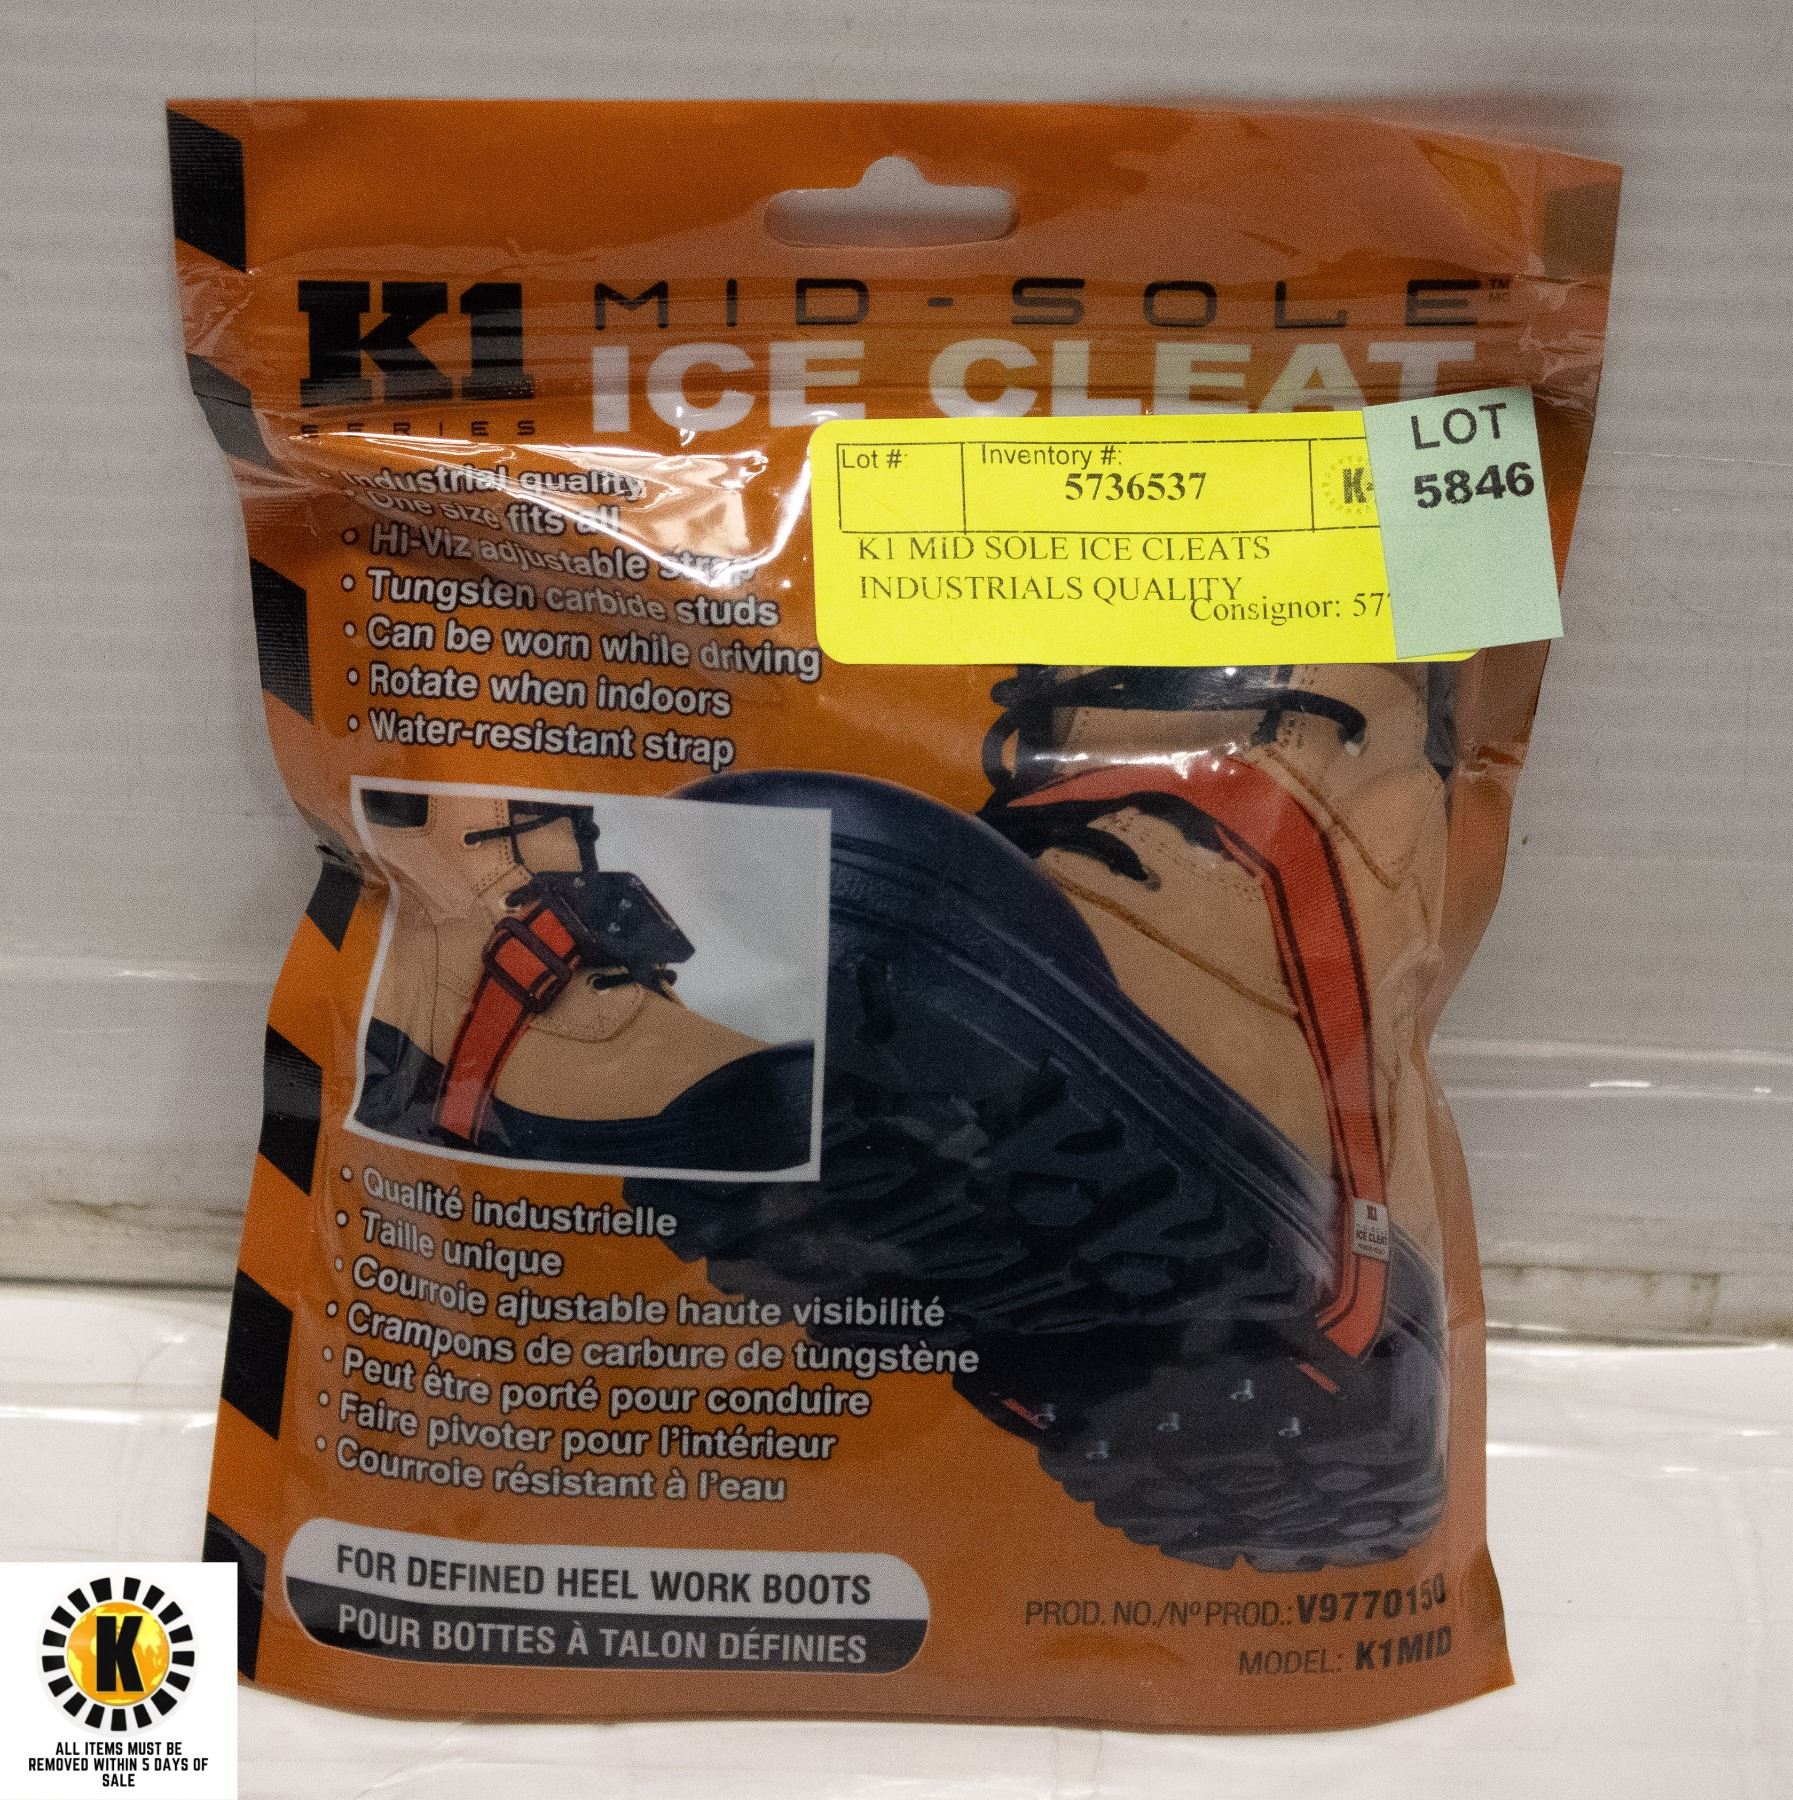 K1 MID-SOLE™ MC
SERIES ICE CLEAT
• Industrial quality
• One size fits all
• Hi-Viz adjustable strap
• Tungsten carbide studs
• Can be worn while driving
• Rotate when indoors
• Water-resistant strap
Lot #: Inventory #:
5736537
K1 MID SOLE ICE CLEATS
INDUSTRIALS QUALITY
Consignor: 57
LOT
5846
K1
ICE CLEAT
• Qualité industrielle
• Taille unique
• Courroie ajustable haute visibilité
• Crampons de carbure de tungstène
• Peut être porté pour conduire
• Faire pivoter pour l'intérieur
• Courroie résistant à l'eau
FOR DEFINED HEEL WORK BOOTS
POUR BOTTES À TALON DÉFINIES
PROD. NO./Nº PROD.: V9770150
MODEL: K1MID
K
ALL ITEMS MUST BE
REMOVED WITHIN 5 DAYS OF
SALE